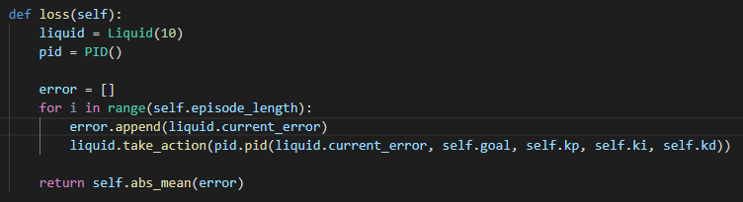 def loss(self):
    liquid = Liquid(10)
    pid = PID()

    error = []
    for i in range(self.episode_length):
        error.append(liquid.current_error)
        liquid.take_action(pid.pid(liquid.current_error, self.goal, self.kp, self.ki, self.kd))

    return self.abs_mean(error)